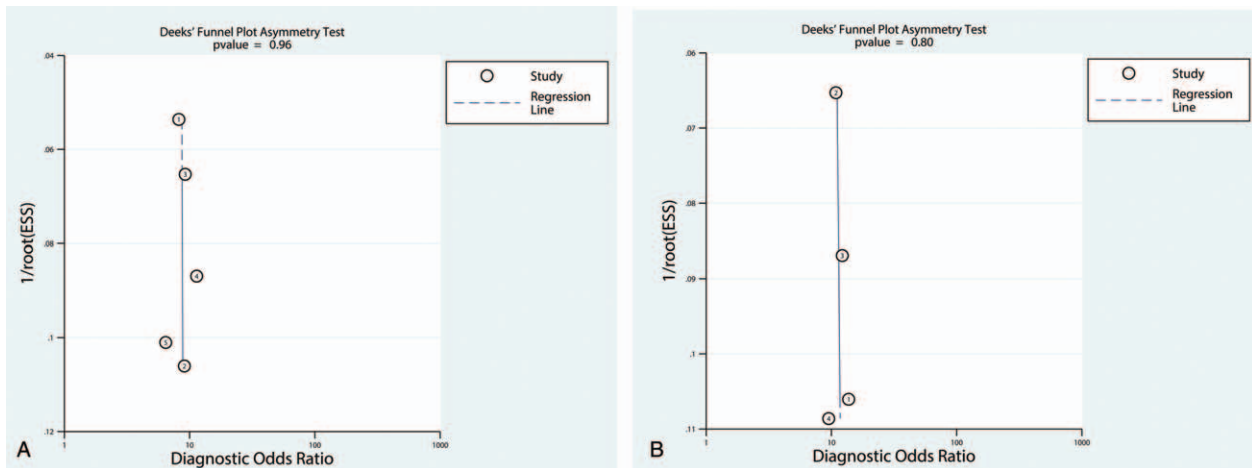 Deeks' Funnel Plot Asymmetry Test
pvalue = 0.96
.04
.06
.08
.1
.12
1/root(ESS)
1
3
4
5
2
1
10
100
1000
Diagnostic Odds Ratio
Study
Regression
Line
A
Deeks' Funnel Plot Asymmetry Test
pvalue = 0.80
.06
.07
.08
.09
.1
.11
1/root(ESS)
2
3
1
4
1
10
100
1000
Diagnostic Odds Ratio
Study
Regression
Line
B